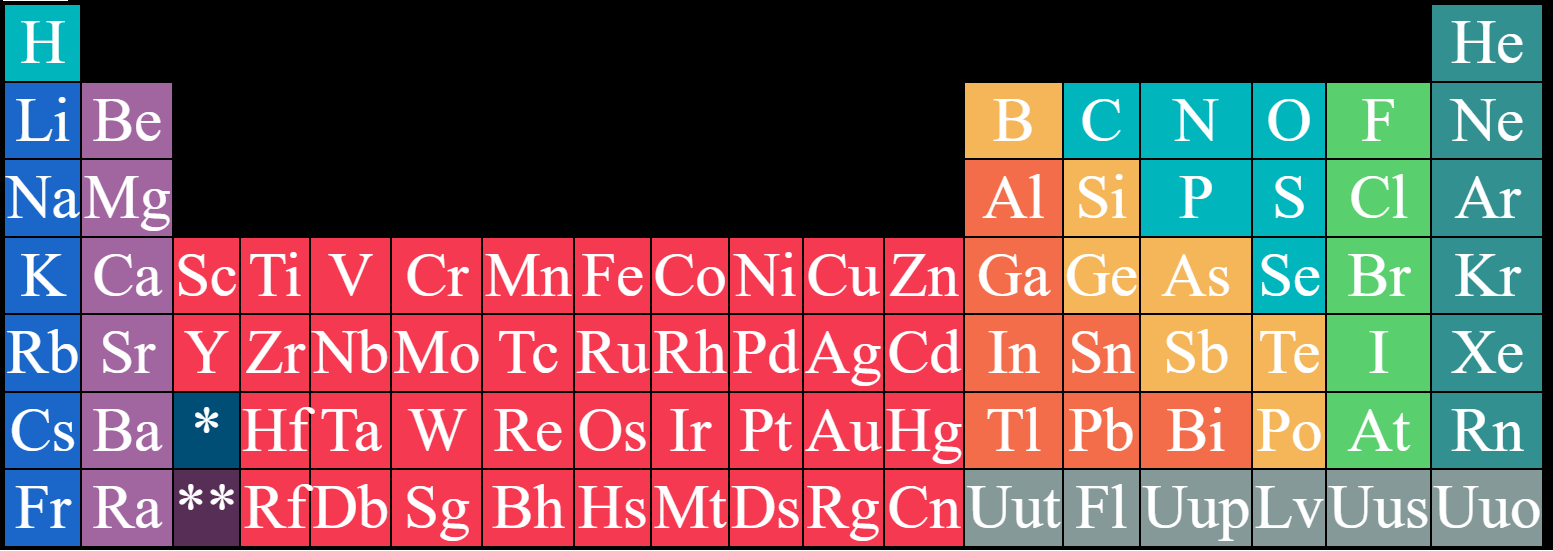 H He
Li Be B C N O F Ne
Na Mg Al Si P S Cl Ar
K Ca Sc Ti V Cr Mn Fe Co Ni Cu Zn Ga Ge As Se Br Kr
Rb Sr Y Zr Nb Mo Tc Ru Rh Pd Ag Cd In Sn Sb Te I Xe
Cs Ba * Hf Ta W Re Os Ir Pt Au Hg Tl Pb Bi Po At Rn
Fr Ra ** Rf Db Sg Bh Hs Mt Ds Rg Cn Uut Fl Uup Lv Uus Uuo